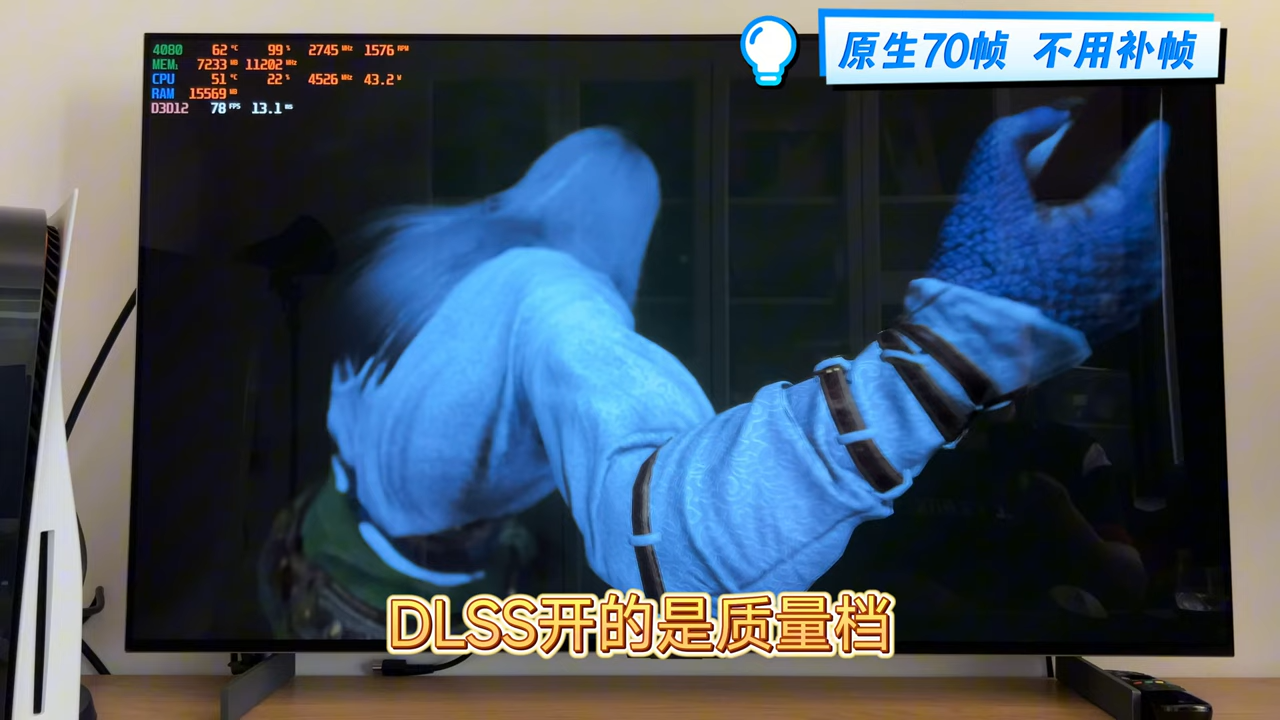 4080 62 °C 99 % 2745 MHz 1576 RPM
MEM1 7233 MB 11202 MHz
CPU 51 °C 22 % 4526 MHz 43.2 W
RAM 15569 MB
D3D12 78 FPS 13.1 ms
原生70帧 不用补帧
DLSS开的是质量档